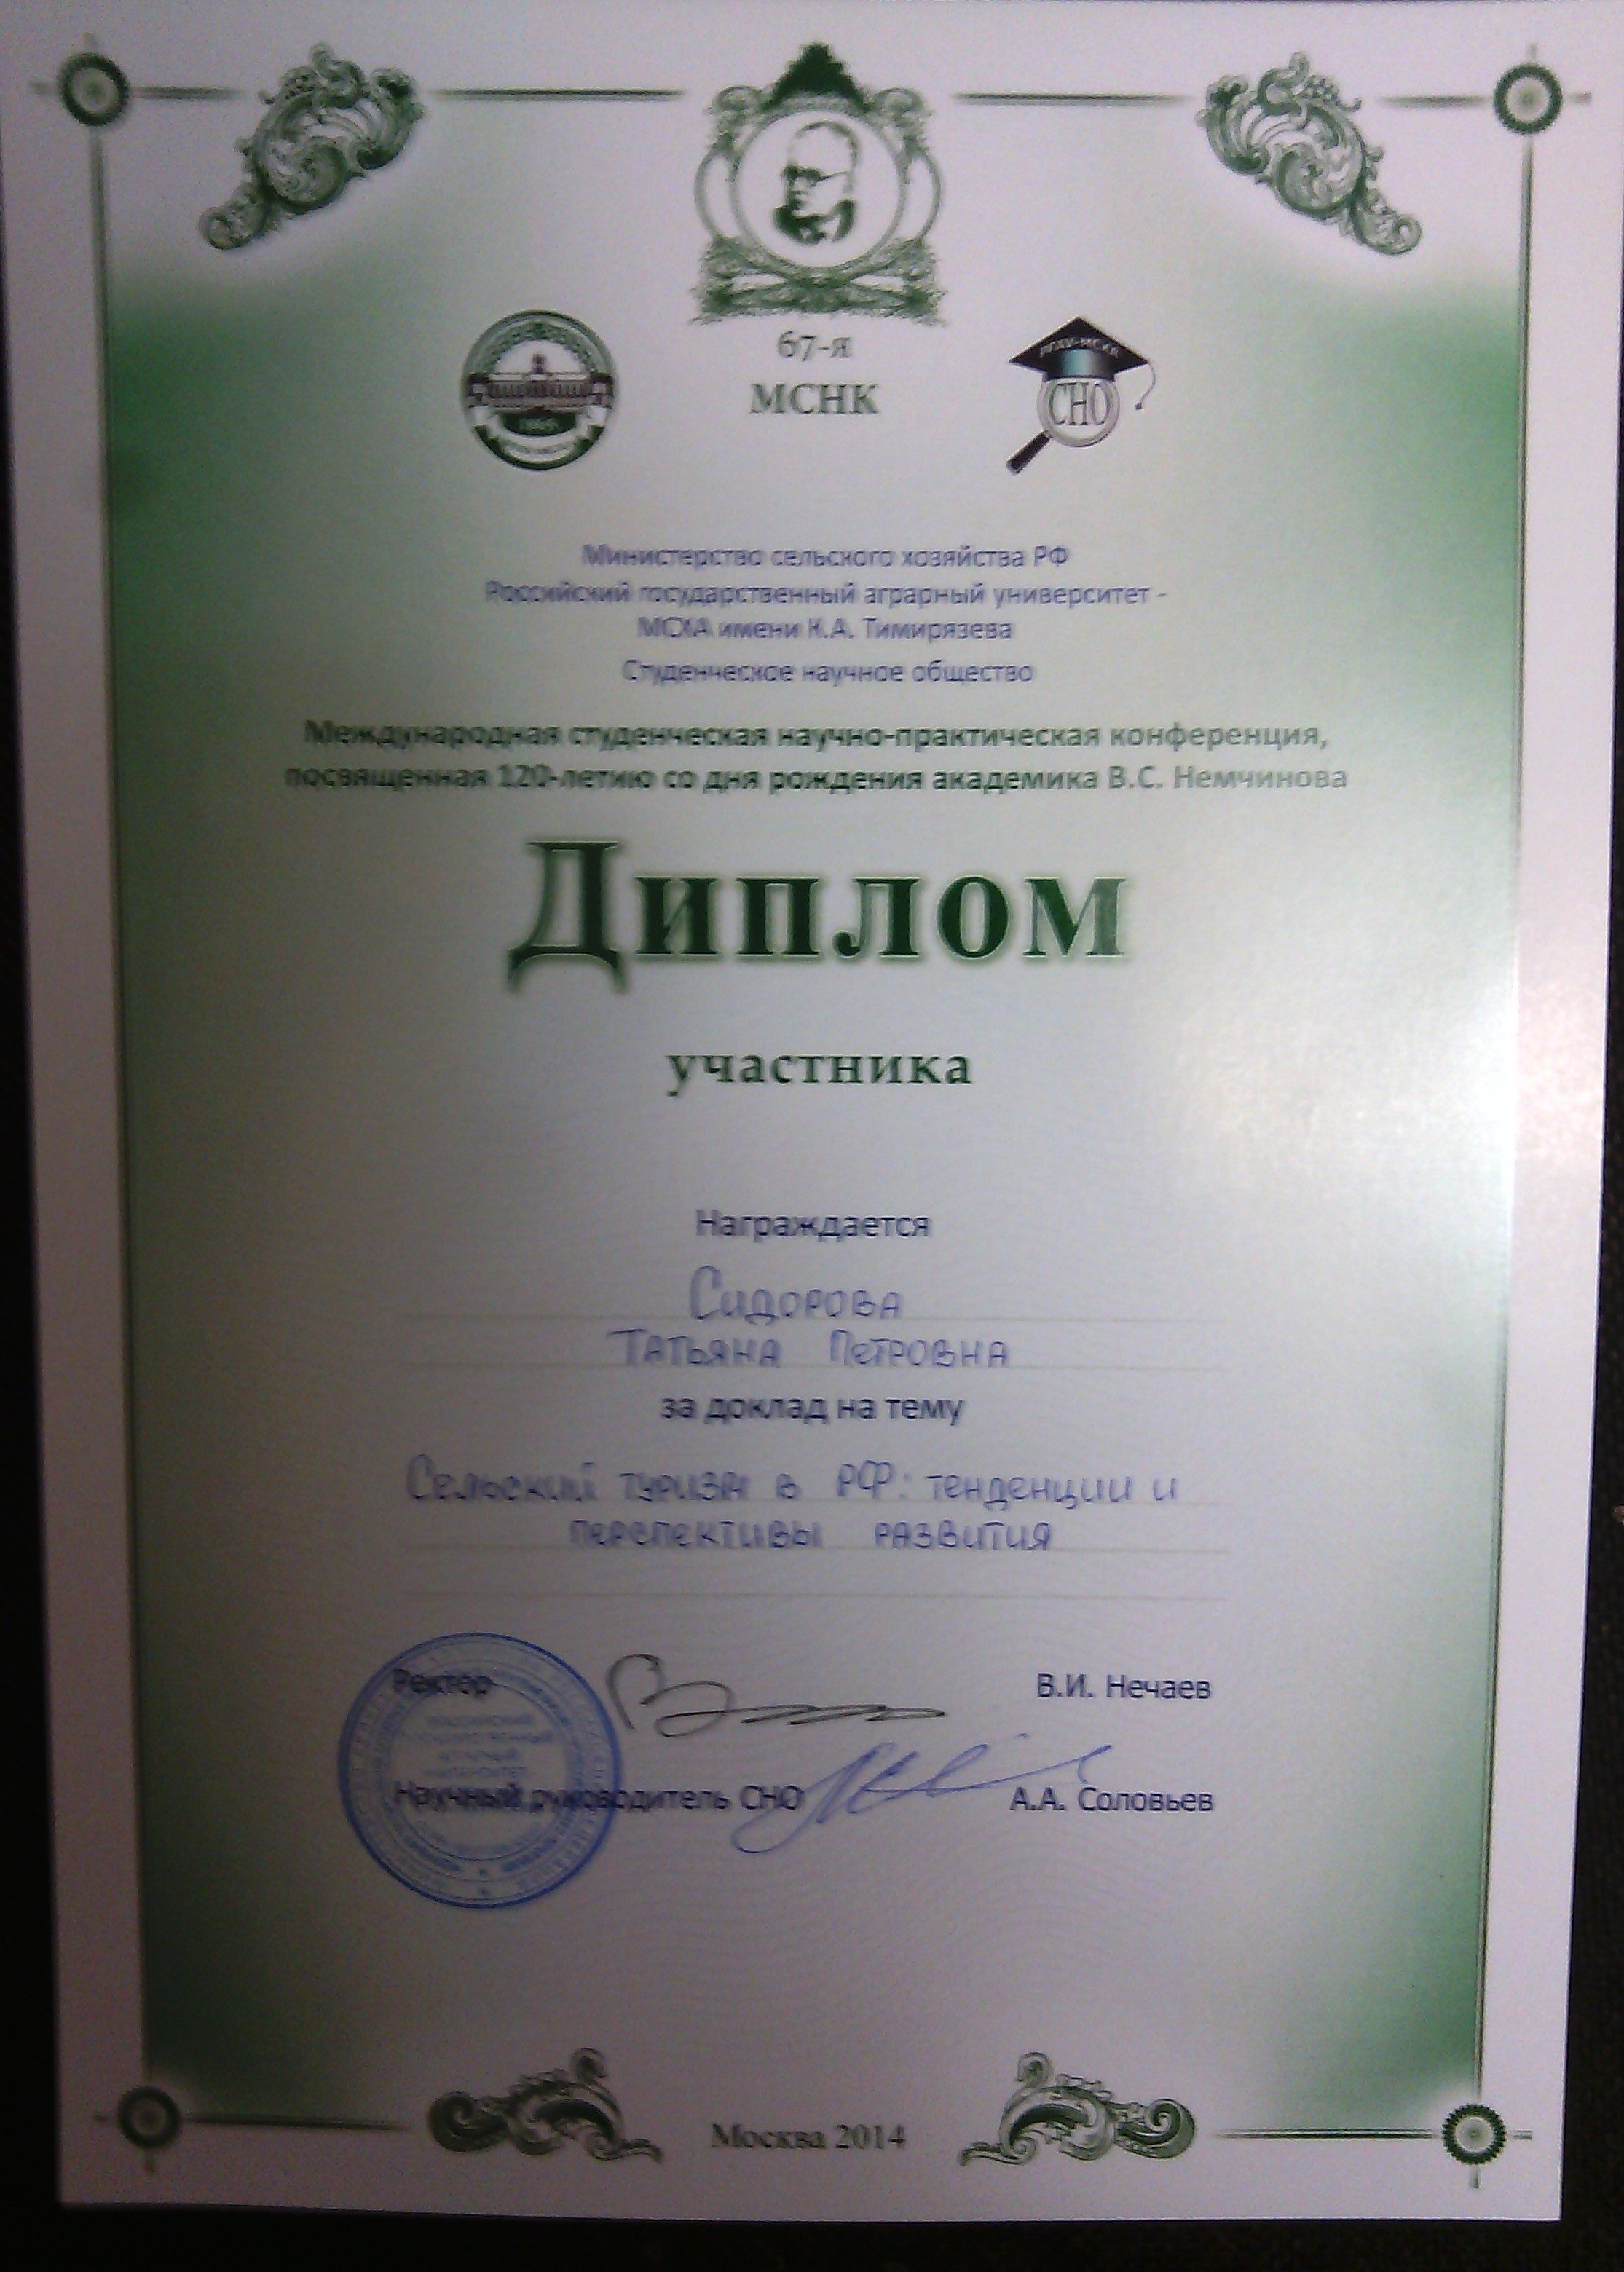 67-я
МСНК
РГАУ-МСХА
СНО
Министерство сельского хозяйства РФ
Российский государственный аграрный университет -
МСХА имени К.А. Тимирязева
Студенческое научное общество
Международная студенческая научно-практическая конференция,
посвященная 120-летию со дня рождения академика В.С. Немчинова
Диплом
участника
Награждается
Сидорова
Татьяна Петровна
за доклад на тему
Сельский туризм в РФ: тенденции и
перспективы развития
Ректор В.И. Нечаев
Научный руководитель СНО А.А. Соловьев
Москва 2014